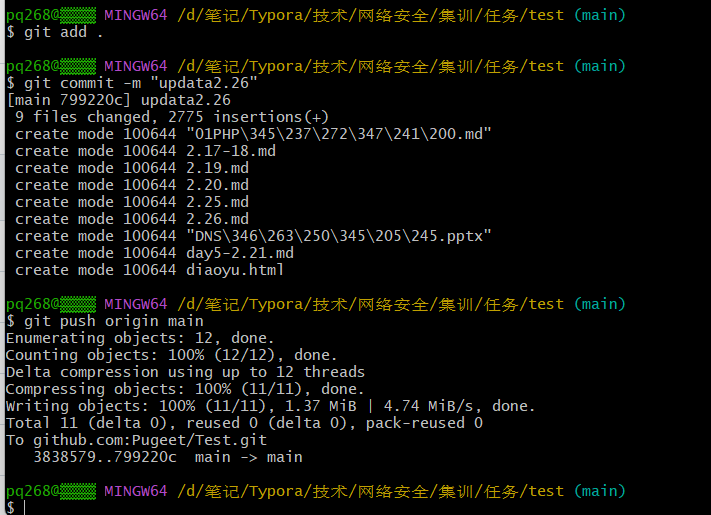 pq268@▒▒▒▒ MINGW64 /d/笔记/Typora/技术/网络安全/集训/任务/test (main)
$ git add .
pq268@▒▒▒▒ MINGW64 /d/笔记/Typora/技术/网络安全/集训/任务/test (main)
$ git commit -m "updata2.26"
[main 799220c] updata2.26
 9 files changed, 2775 insertions(+)
 create mode 100644 "01PHP\345\237\272\347\241\200.md"
 create mode 100644 2.17-18.md
 create mode 100644 2.19.md
 create mode 100644 2.20.md
 create mode 100644 2.25.md
 create mode 100644 2.26.md
 create mode 100644 "DNS\346\263\250\345\205\245.pptx"
 create mode 100644 day5-2.21.md
 create mode 100644 diaoyu.html
pq268@▒▒▒▒ MINGW64 /d/笔记/Typora/技术/网络安全/集训/任务/test (main)
$ git push origin main
Enumerating objects: 12, done.
Counting objects: 100% (12/12), done.
Delta compression using up to 12 threads
Compressing objects: 100% (11/11), done.
Writing objects: 100% (11/11), 1.37 MiB | 4.74 MiB/s, done.
Total 11 (delta 0), reused 0 (delta 0), pack-reused 0
To github.com:Pugeet/Test.git
   3838579..799220c  main -> main
pq268@▒▒▒▒ MINGW64 /d/笔记/Typora/技术/网络安全/集训/任务/test (main)
$